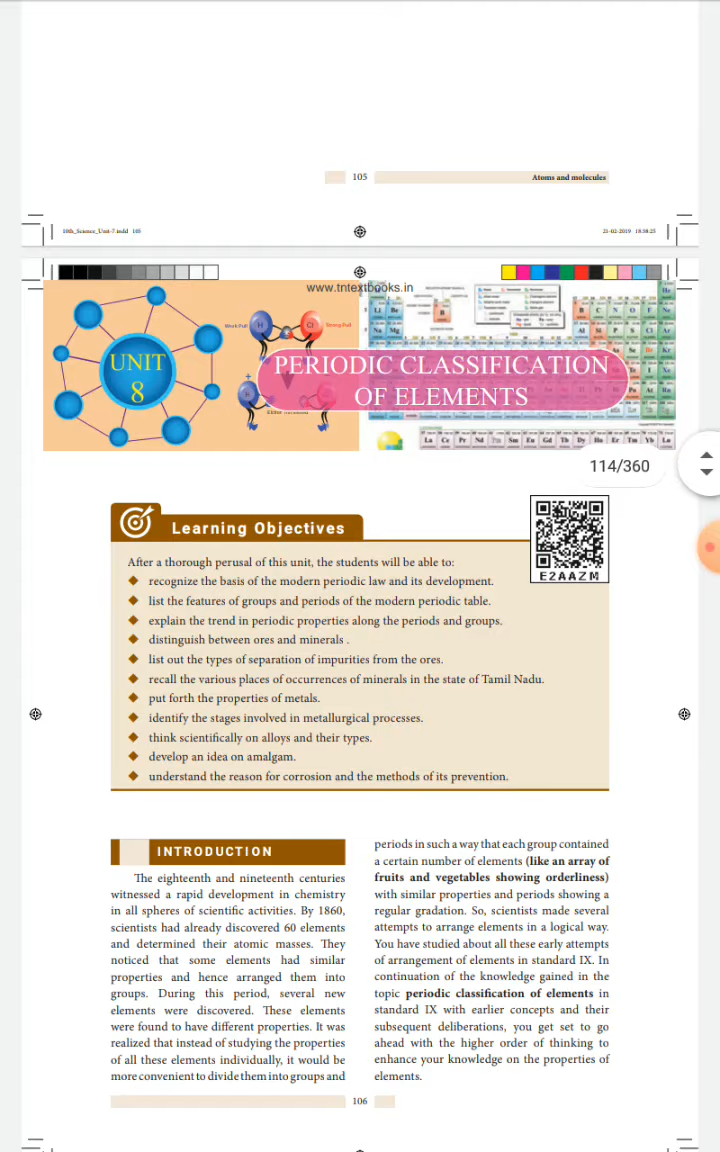 105
Atoms and molecules
10th_Science_Unit-7.indd 105
21-02-2019 19:38:25
www.tntextbooks.in
UNIT
8
H
Cl
PERIODIC CLASSIFICATION
OF ELEMENTS
114/360
Learning Objectives
E2AAZM
After a thorough perusal of this unit, the students will be able to:
◆ recognize the basis of the modern periodic law and its development.
◆ list the features of groups and periods of the modern periodic table.
◆ explain the trend in periodic properties along the periods and groups.
◆ distinguish between ores and minerals .
◆ list out the types of separation of impurities from the ores.
◆ recall the various places of occurrences of minerals in the state of Tamil Nadu.
◆ put forth the properties of metals.
◆ identify the stages involved in metallurgical processes.
◆ think scientifically on alloys and their types.
◆ develop an idea on amalgam.
◆ understand the reason for corrosion and the methods of its prevention.
INTRODUCTION
The eighteenth and nineteenth centuries
witnessed a rapid development in chemistry
in all spheres of scientific activities. By 1860,
scientists had already discovered 60 elements
and determined their atomic masses. They
noticed that some elements had similar
properties and hence arranged them into
groups. During this period, several new
elements were discovered. These elements
were found to have different properties. It was
realized that instead of studying the properties
of all these elements individually, it would be
more convenient to divide them into groups and
periods in such a way that each group contained
a certain number of elements (like an array of
fruits and vegetables showing orderliness)
with similar properties and periods showing a
regular gradation. So, scientists made several
attempts to arrange elements in a logical way.
You have studied about all these early attempts
of arrangement of elements in standard IX. In
continuation of the knowledge gained in the
topic periodic classification of elements in
standard IX with earlier concepts and their
subsequent deliberations, you get set to go
ahead with the higher order of thinking to
enhance your knowledge on the properties of
elements.
106